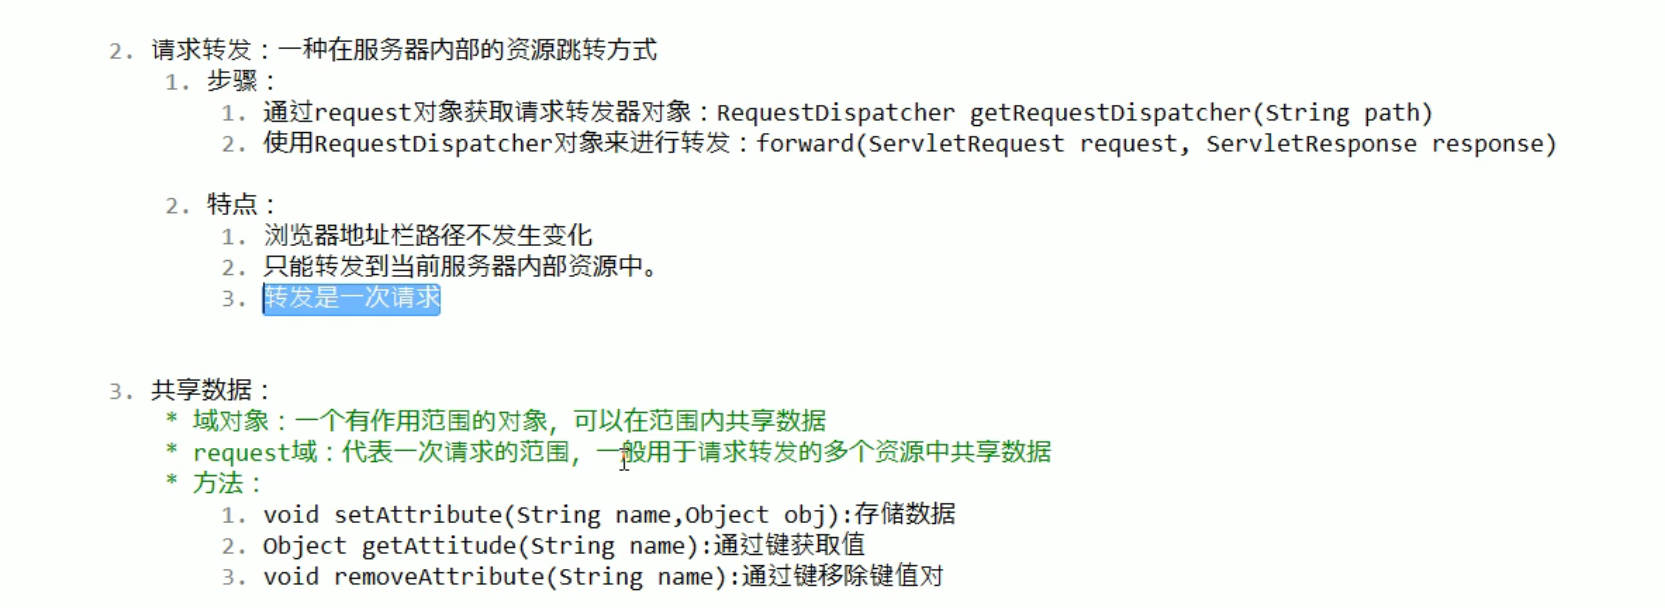 2. 请求转发：一种在服务器内部的资源跳转方式
1. 步骤：
1. 通过request对象获取请求转发器对象：RequestDispatcher getRequestDispatcher(String path)
2. 使用RequestDispatcher对象来进行转发：forward(ServletRequest request, ServletResponse response)
2. 特点：
1. 浏览器地址栏路径不发生变化
2. 只能转发到当前服务器内部资源中。
3. 转发是一次请求
3. 共享数据：
* 域对象：一个有作用范围的对象，可以在范围内共享数据
* request域：代表一次请求的范围，一般用于请求转发的多个资源中共享数据
* 方法：
1. void setAttribute(String name,Object obj):存储数据
2. Object getAttitude(String name):通过键获取值
3. void removeAttribute(String name):通过键移除键值对